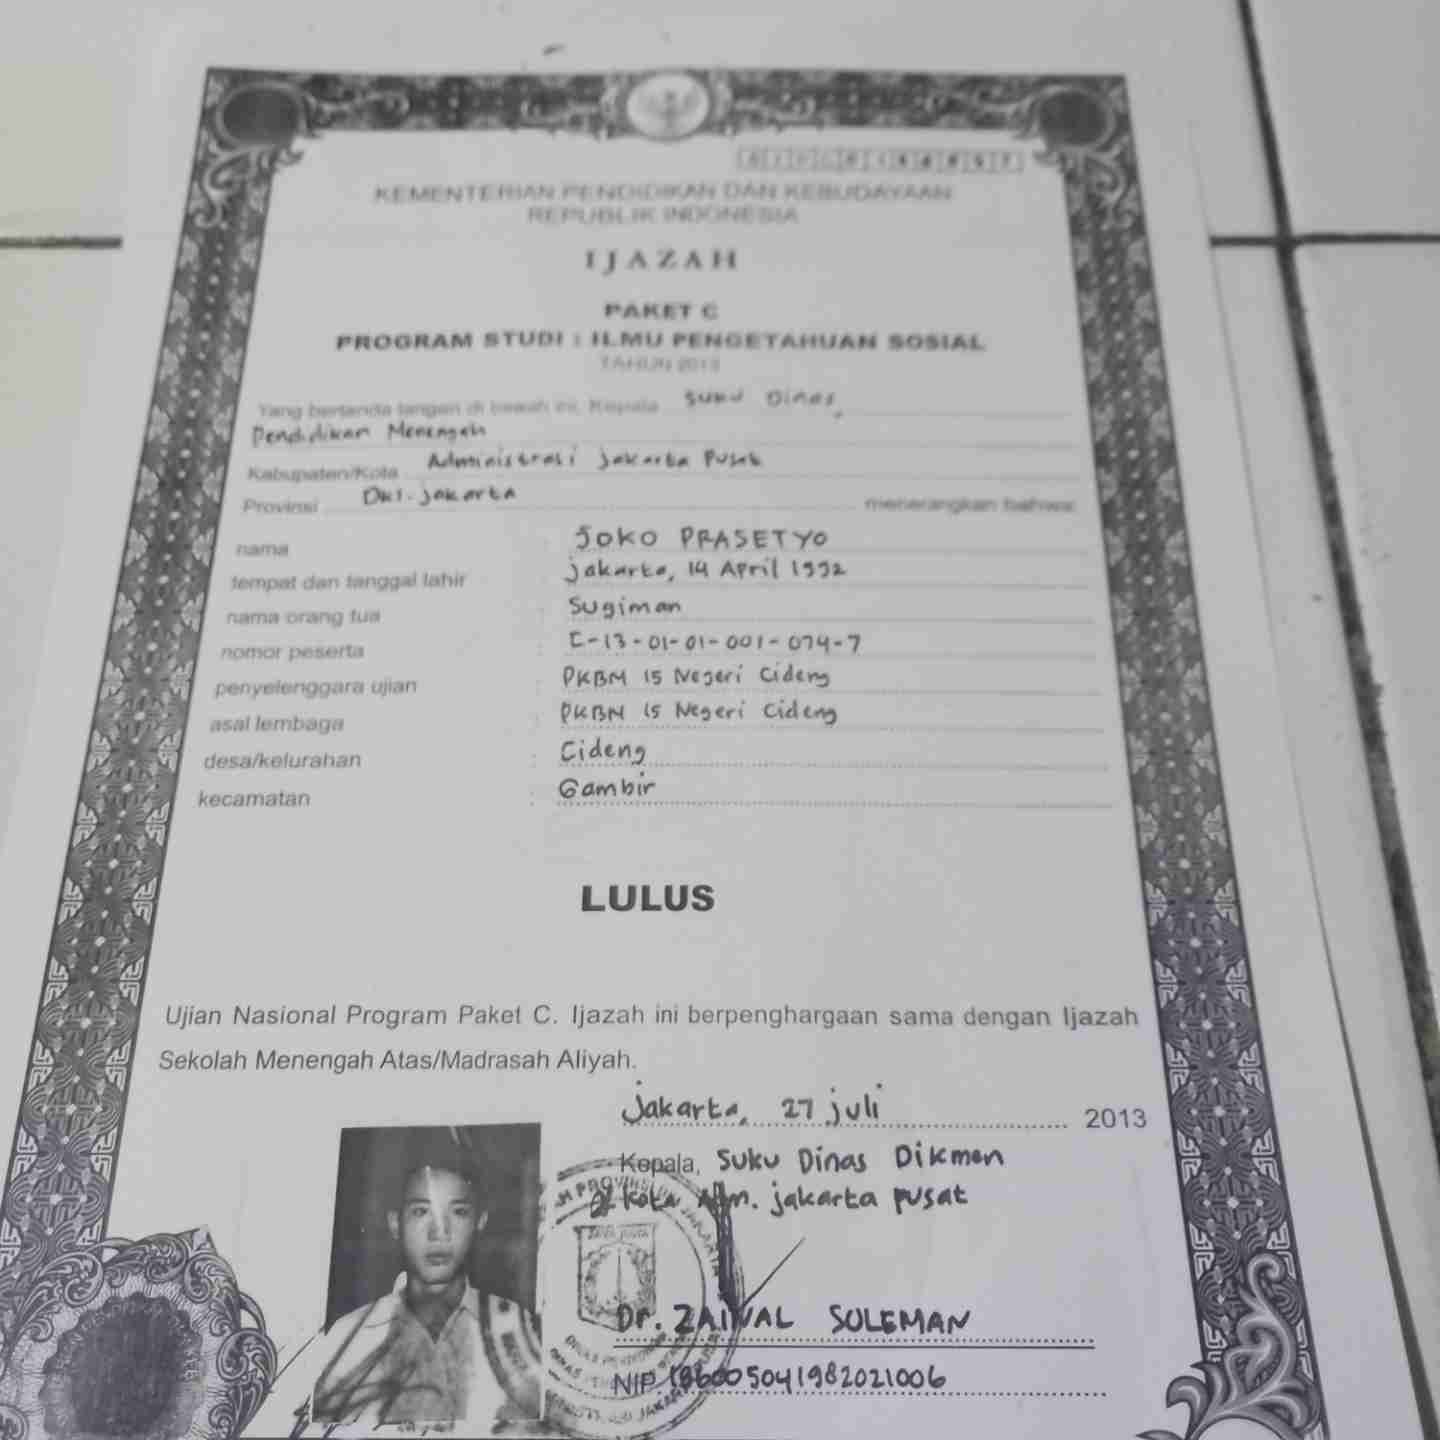 KEMENTERIAN PENDIDIKAN DAN KEBUDAYAAN
REPUBLIK INDONESIA
IJAZAH
PAKET C
PROGRAM STUDI : ILMU PENGETAHUAN SOSIAL
TAHUN 2013
Yang bertanda tangan di bawah ini, Kepala Suku Dinas
Pendidikan Menengah
Kabupaten/Kota Administrasi Jakarta Pusat
Provinsi DKI.Jakarta menerangkan bahwa:
nama : JOKO PRASETYO
tempat dan tanggal lahir : Jakarta, 14 April 1992
nama orang tua : Sugiman
nomor peserta : C-13-01-01-001-074-7
penyelenggara ujian : PKBM 15 Negeri Cideng
asal lembaga : PKBN 15 Negeri Cideng
desa/kelurahan : Cideng
kecamatan : Gambir
LULUS
Ujian Nasional Program Paket C. Ijazah ini berpenghargaan sama dengan Ijazah
Sekolah Menengah Atas/Madrasah Aliyah.
Jakarta, 27 juli 2013
Kepala, Suku Dinas Dikmen
Kota Adm. jakarta pusat
JAYA RAYA
Dr. ZAINAL SULEMAN
NIP 196005041982021006